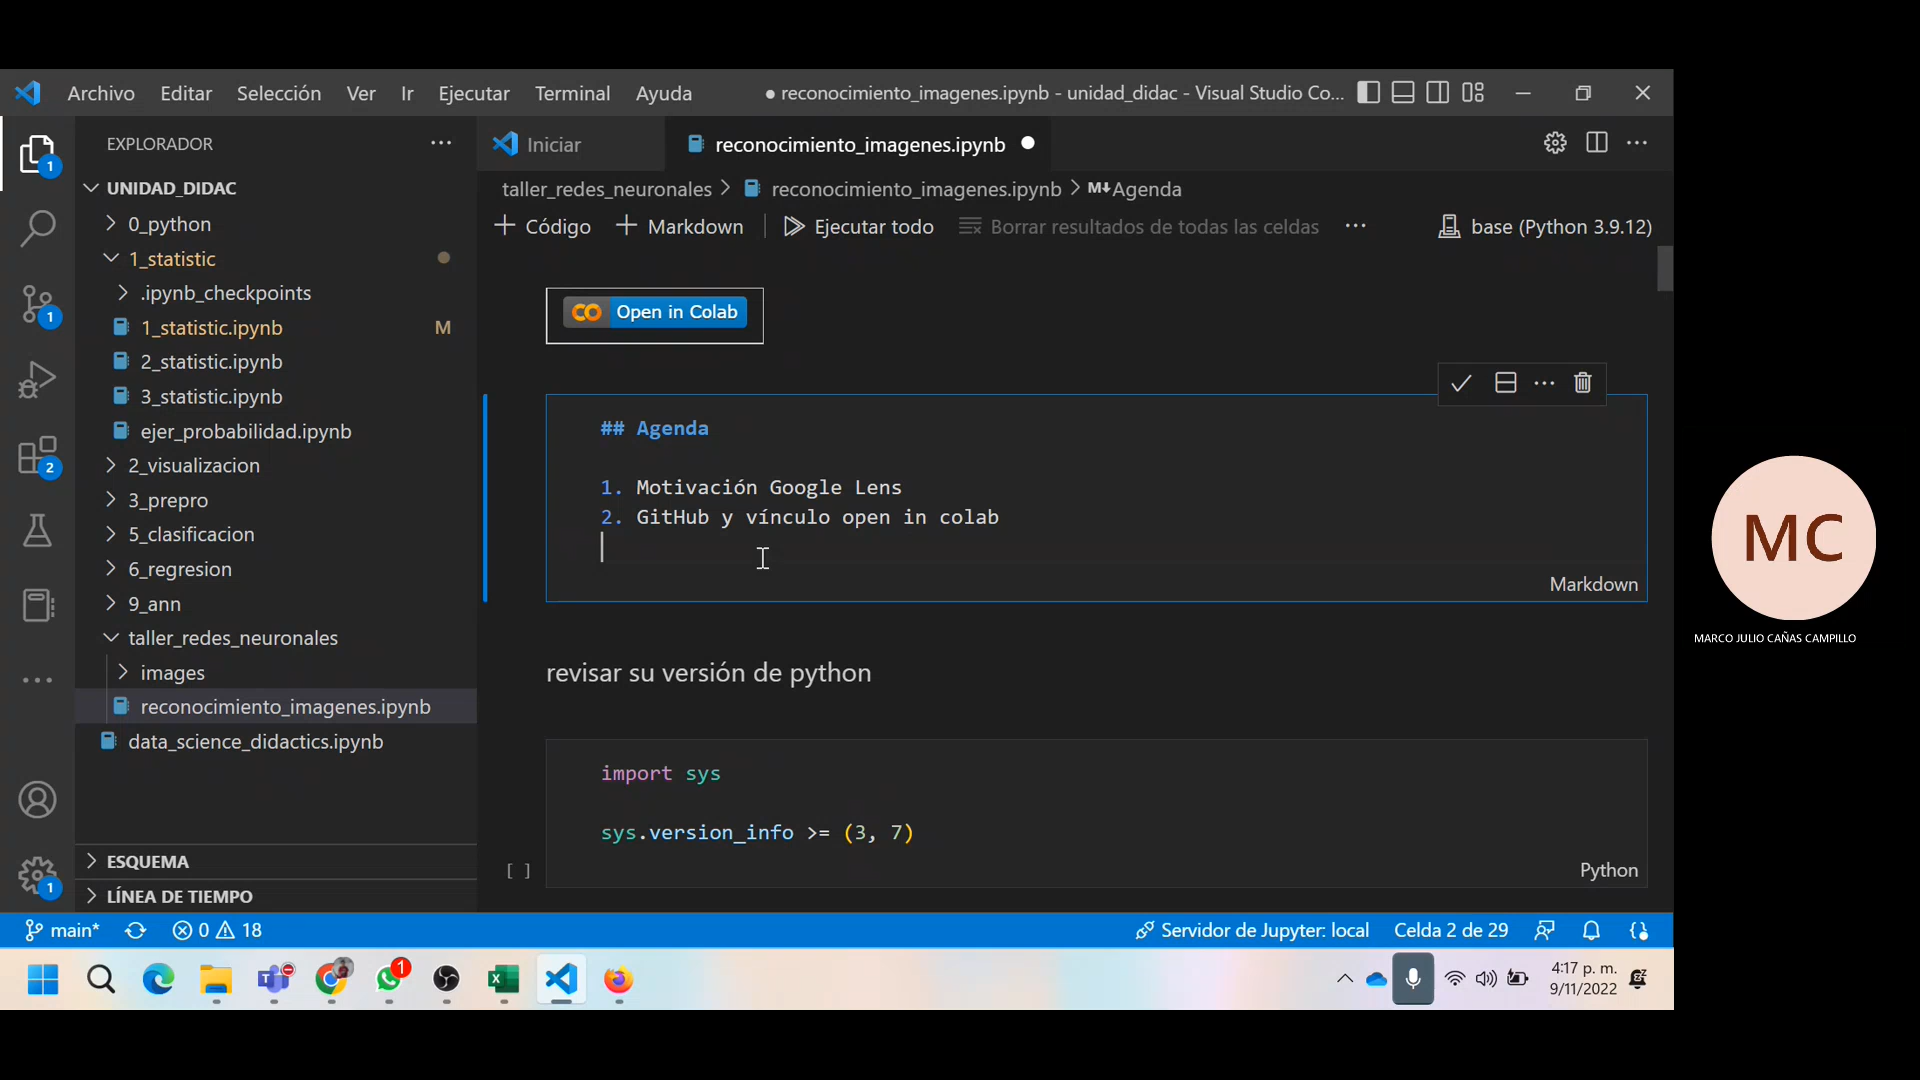 Archivo Editar Selección Ver Ir Ejecutar Terminal Ayuda ● reconocimiento_imagenes.ipynb - unidad_didac - Visual Studio Co...
EXPLORADOR
Iniciar
reconocimiento_imagenes.ipynb
taller_redes_neuronales > reconocimiento_imagenes.ipynb > M↓Agenda
+ Código + Markdown Ejecutar todo Borrar resultados de todas las celdas ... base (Python 3.9.12)
UNIDAD_DIDAC
0_python
1_statistic
.ipynb_checkpoints
1_statistic.ipynb M
2_statistic.ipynb
3_statistic.ipynb
ejer_probabilidad.ipynb
2_visualizacion
3_prepro
5_clasificacion
6_regresion
9_ann
taller_redes_neuronales
images
reconocimiento_imagenes.ipynb
data_science_didactics.ipynb
ESQUEMA
LÍNEA DE TIEMPO
1
1
2
1
CO Open in Colab
## Agenda
1. Motivación Google Lens
2. GitHub y vínculo open in colab
Markdown
revisar su versión de python
import sys
sys.version_info >= (3, 7)
[ ]
Python
main* 0 18 Servidor de Jupyter: local Celda 2 de 29
1
4:17 p. m.
9/11/2022
MC
MARCO JULIO CAÑAS CAMPILLO